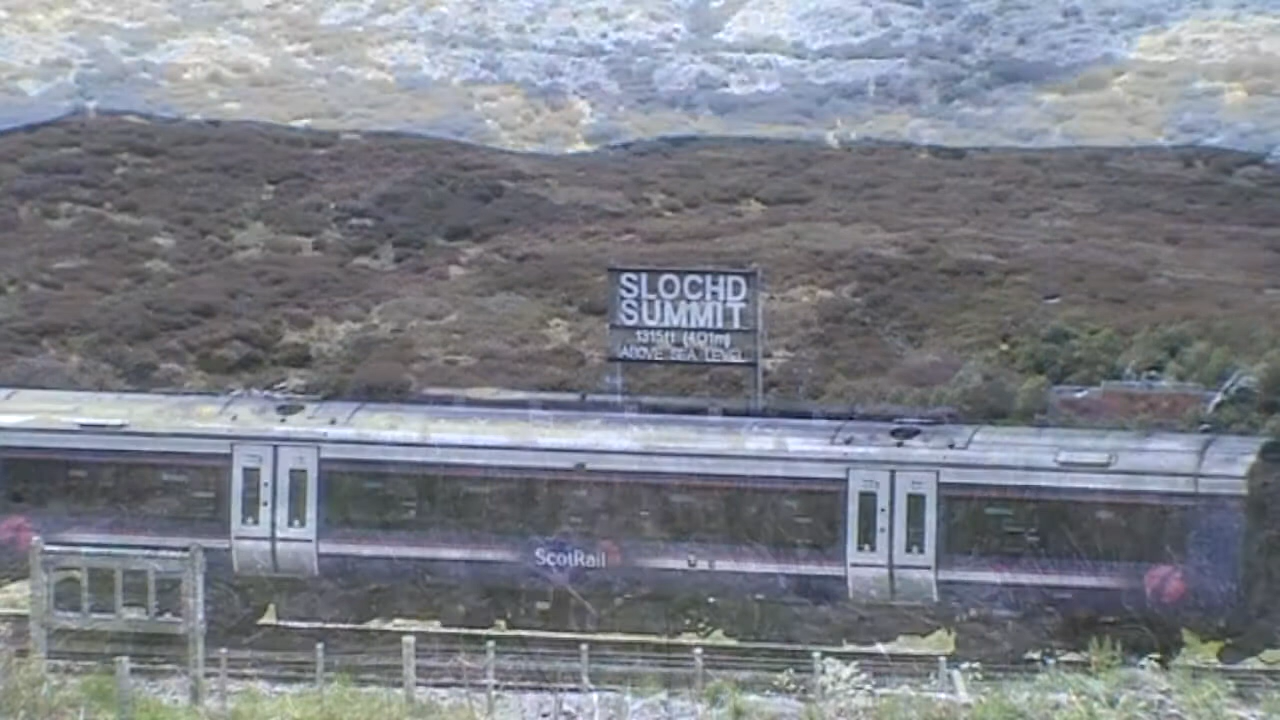 SLOCHD
SUMMIT
1315ft (401m)
ABOVE SEA LEVEL
ScotRail